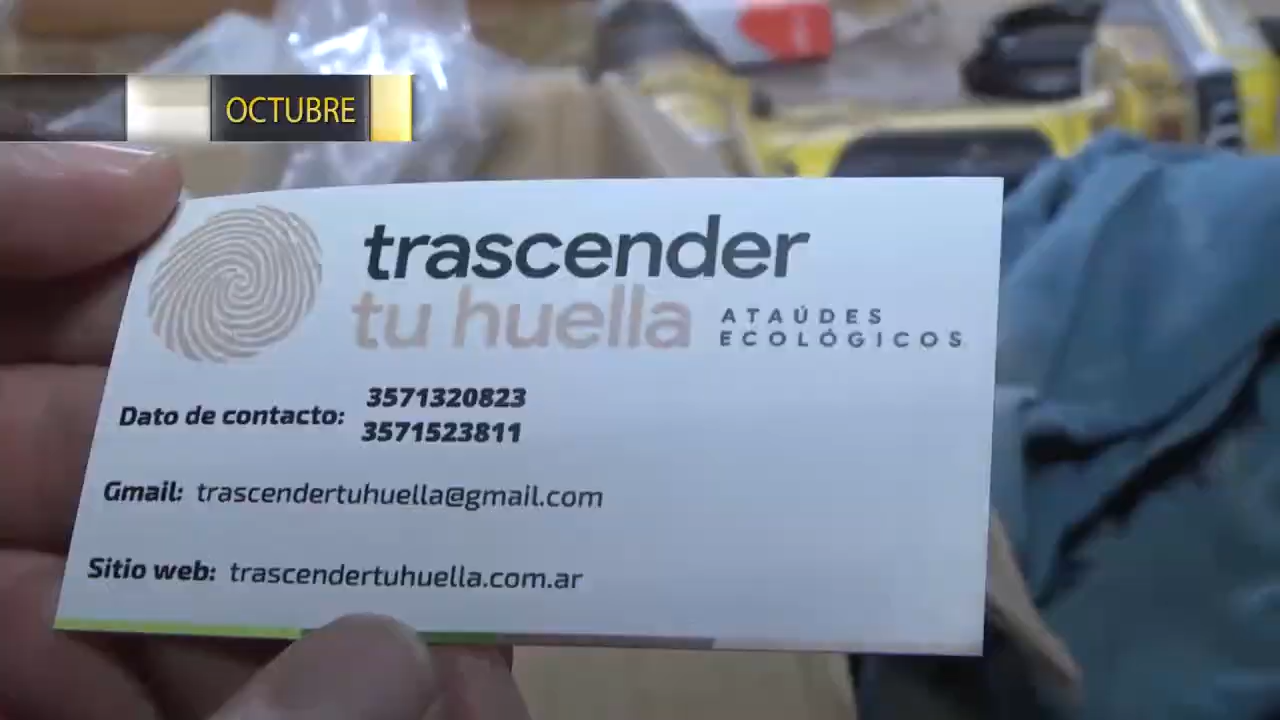 OCTUBRE
trascender
tu huella
ATAÚDES
ECOLÓGICOS
Dato de contacto:
3571320823
3571523811
Gmail: trascendertuhuella@gmail.com
Sitio web: trascendertuhuella.com.ar